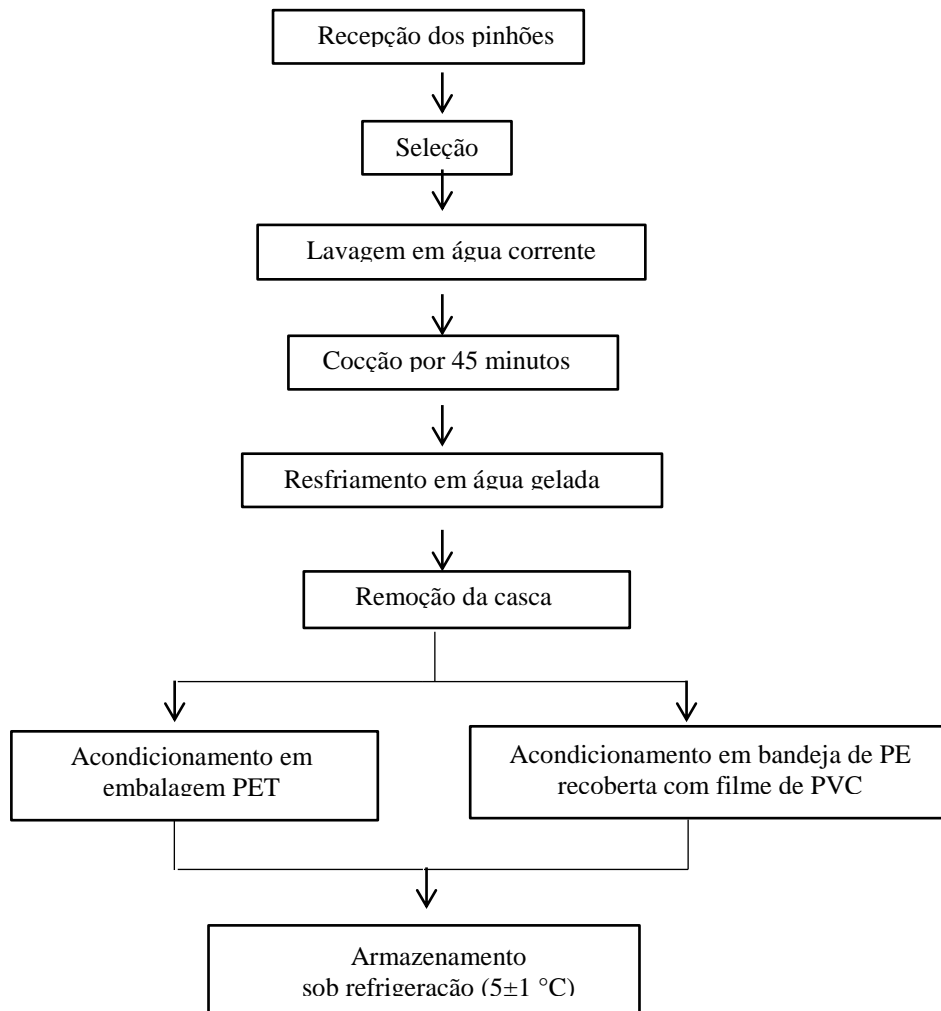 Recepção dos pinhões
Seleção
Lavagem em água corrente
Cocção por 45 minutos
Resfriamento em água gelada
Remoção da casca
Acondicionamento em
embalagem PET
Acondicionamento em bandeja de PE
recoberta com filme de PVC
Armazenamento
sob refrigeração (5±1 °C)